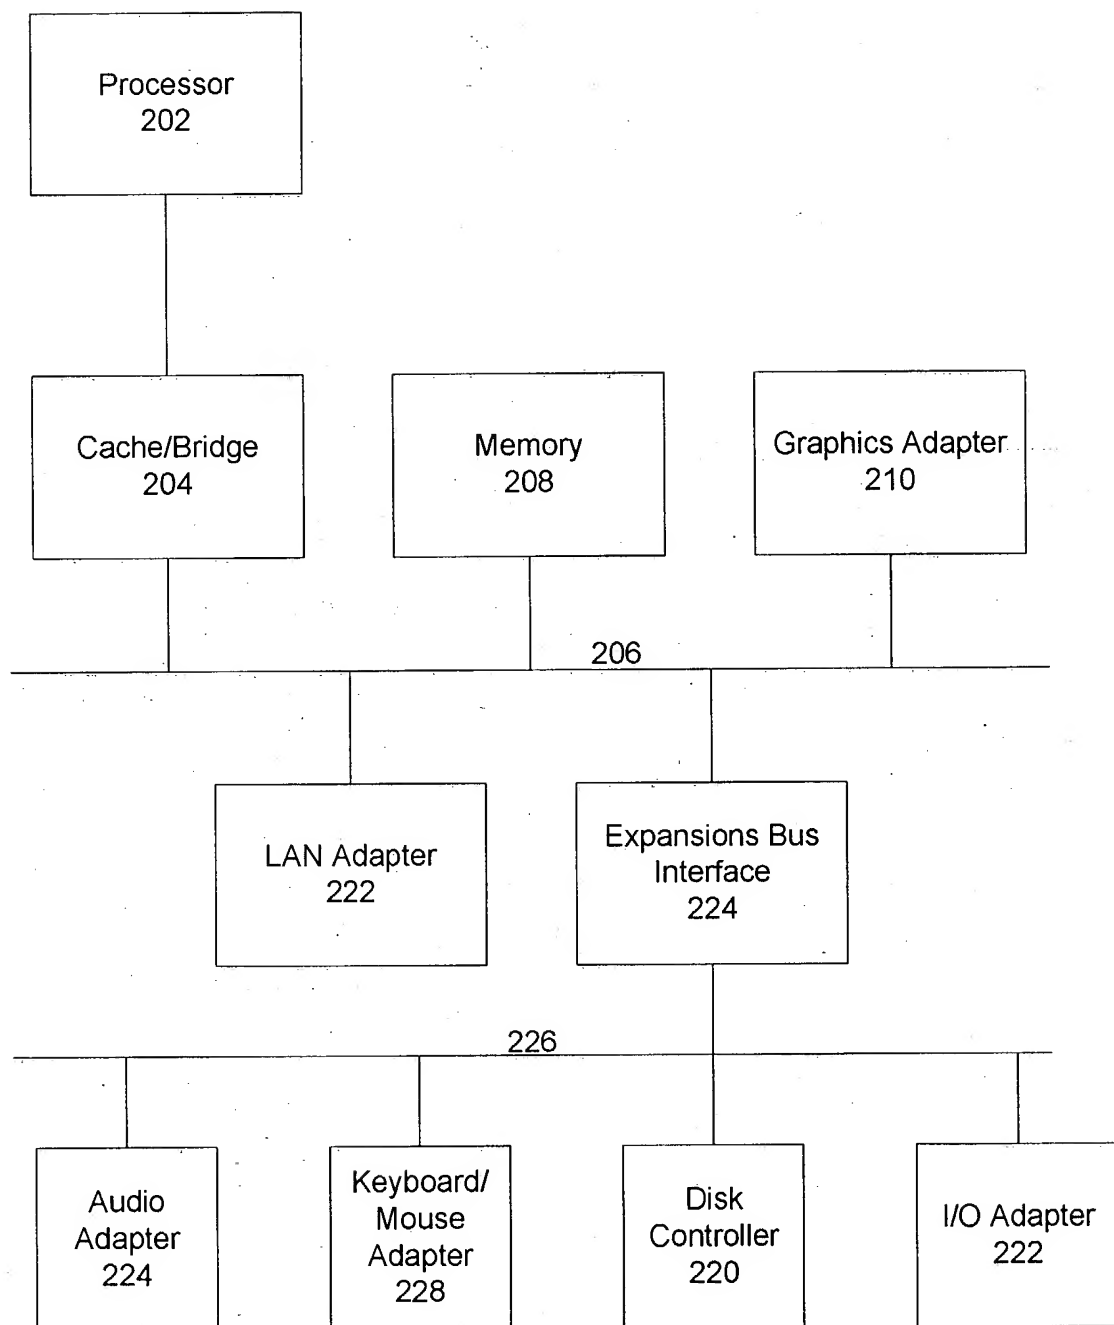 Processor
202
Cache/Bridge
204
Memory
208
Graphics Adapter
210
206
LAN Adapter
222
Expansions Bus
Interface
224
226
Audio
Adapter
224
Keyboard/
Mouse
Adapter
228
Disk
Controller
220
I/O Adapter
222